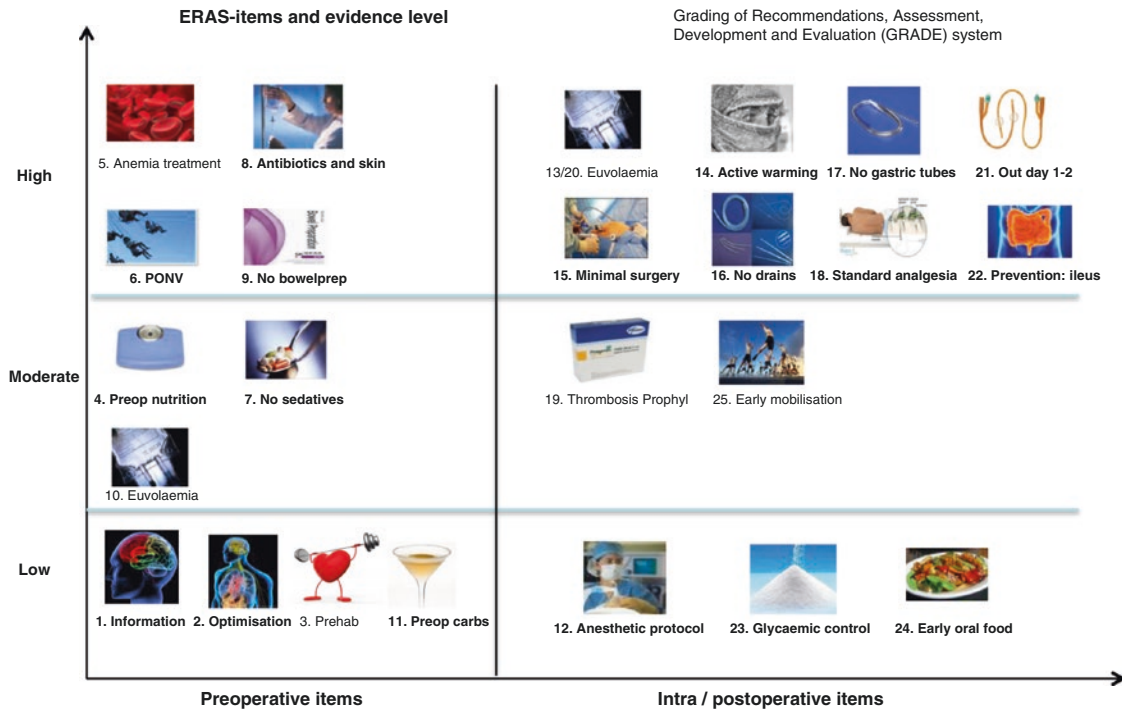 ERAS-items and evidence level
Grading of Recommendations, Assessment,
Development and Evaluation (GRADE) system
High
5. Anemia treatment
8. Antibiotics and skin
13/20. Euvolaemia
14. Active warming
17. No gastric tubes
21. Out day 1-2
Bowel Preparation
6. PONV
9. No bowelprep
15. Minimal surgery
16. No drains
18. Standard analgesia
22. Prevention: ileus
Moderate
4. Preop nutrition
7. No sedatives
Pfizer
Fragmin
19. Thrombosis Prophyl
25. Early mobilisation
10. Euvolaemia
Low
1. Information
2. Optimisation
3. Prehab
11. Preop carbs
12. Anesthetic protocol
23. Glycaemic control
24. Early oral food
Preoperative items
Intra / postoperative items